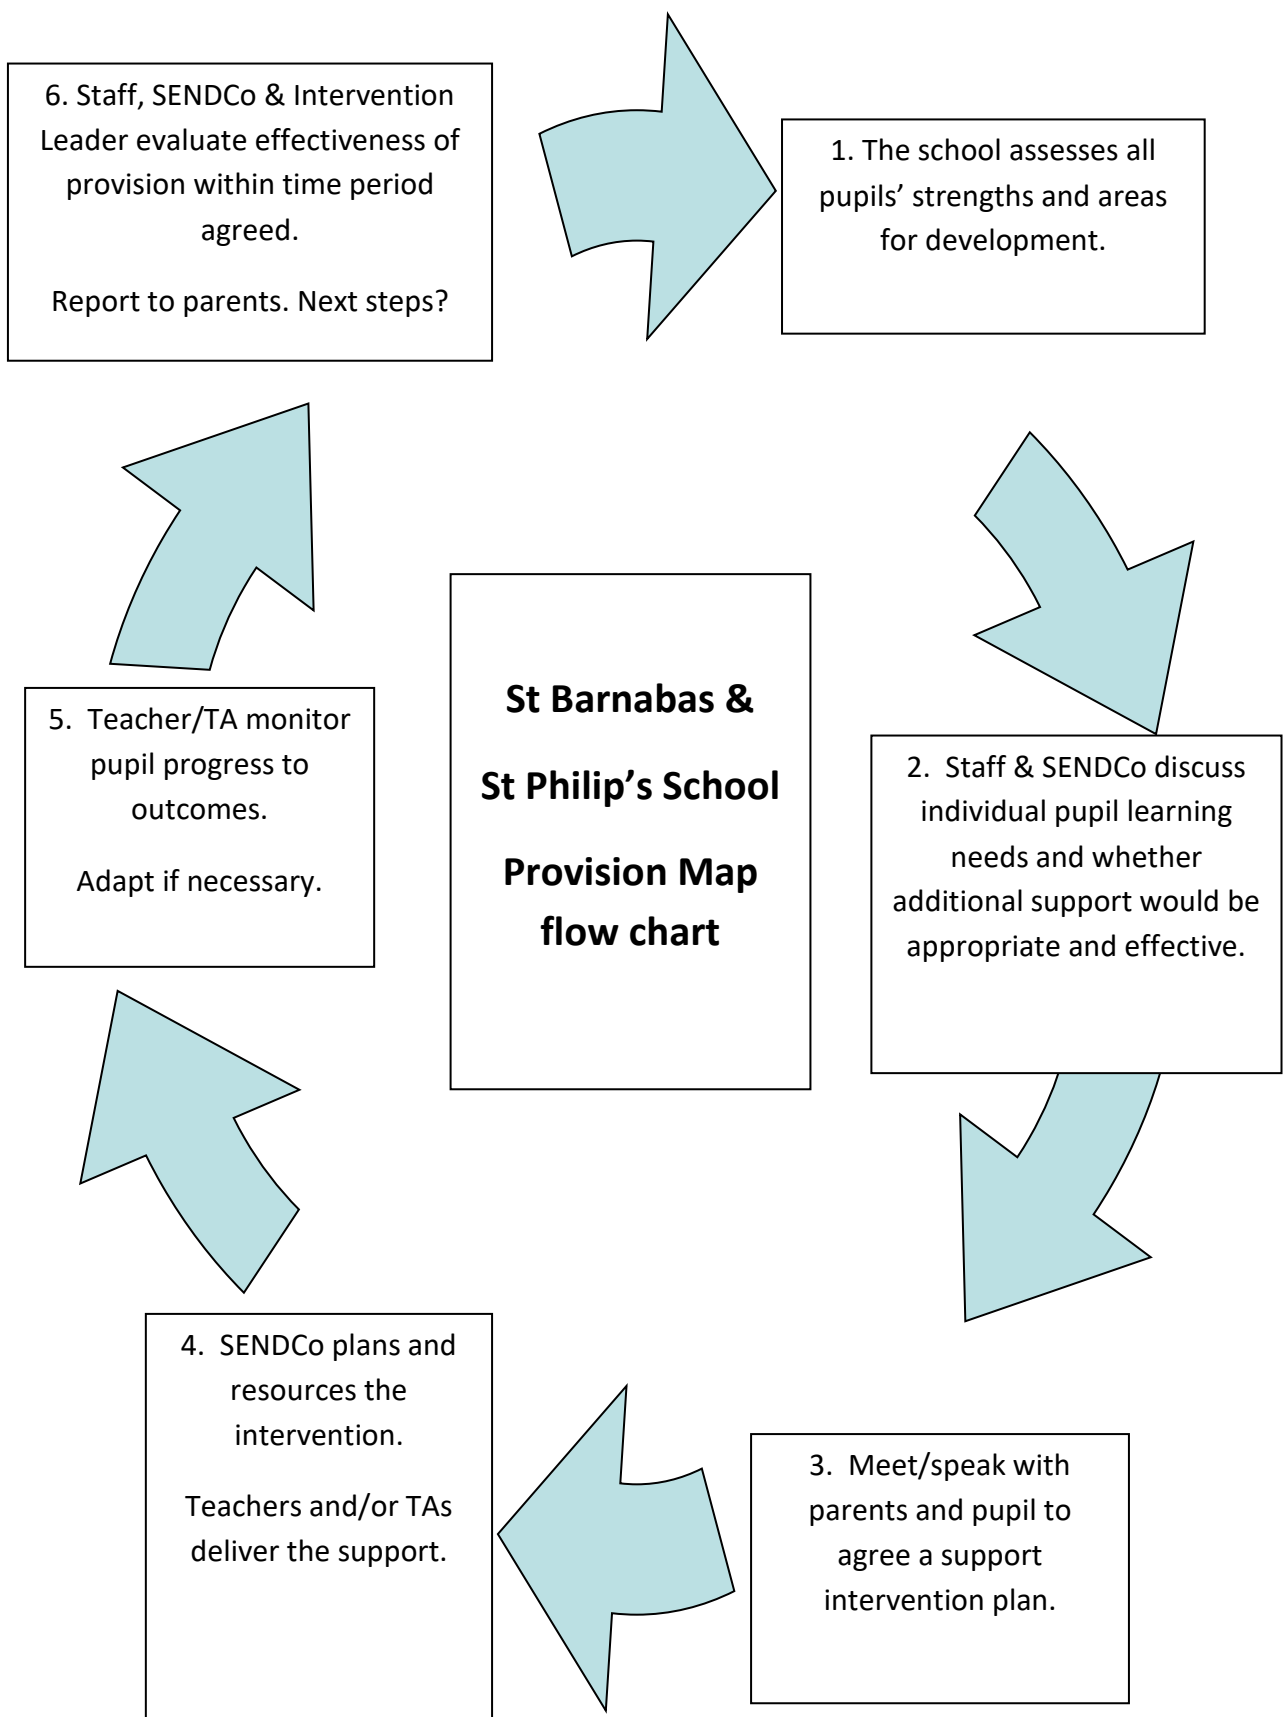 6. Staff, SENDCo & Intervention
Leader evaluate effectiveness of
provision within time period
agreed.
Report to parents. Next steps?
1. The school assesses all
pupils’ strengths and areas
for development.
St Barnabas &
St Philip’s School
Provision Map
flow chart
5.  Teacher/TA monitor
pupil progress to
outcomes.
Adapt if necessary.
2.  Staff & SENDCo discuss
individual pupil learning
needs and whether
additional support would be
appropriate and effective.
4.  SENDCo plans and
resources the
intervention.
Teachers and/or TAs
deliver the support.
3.  Meet/speak with
parents and pupil to
agree a support
intervention plan.